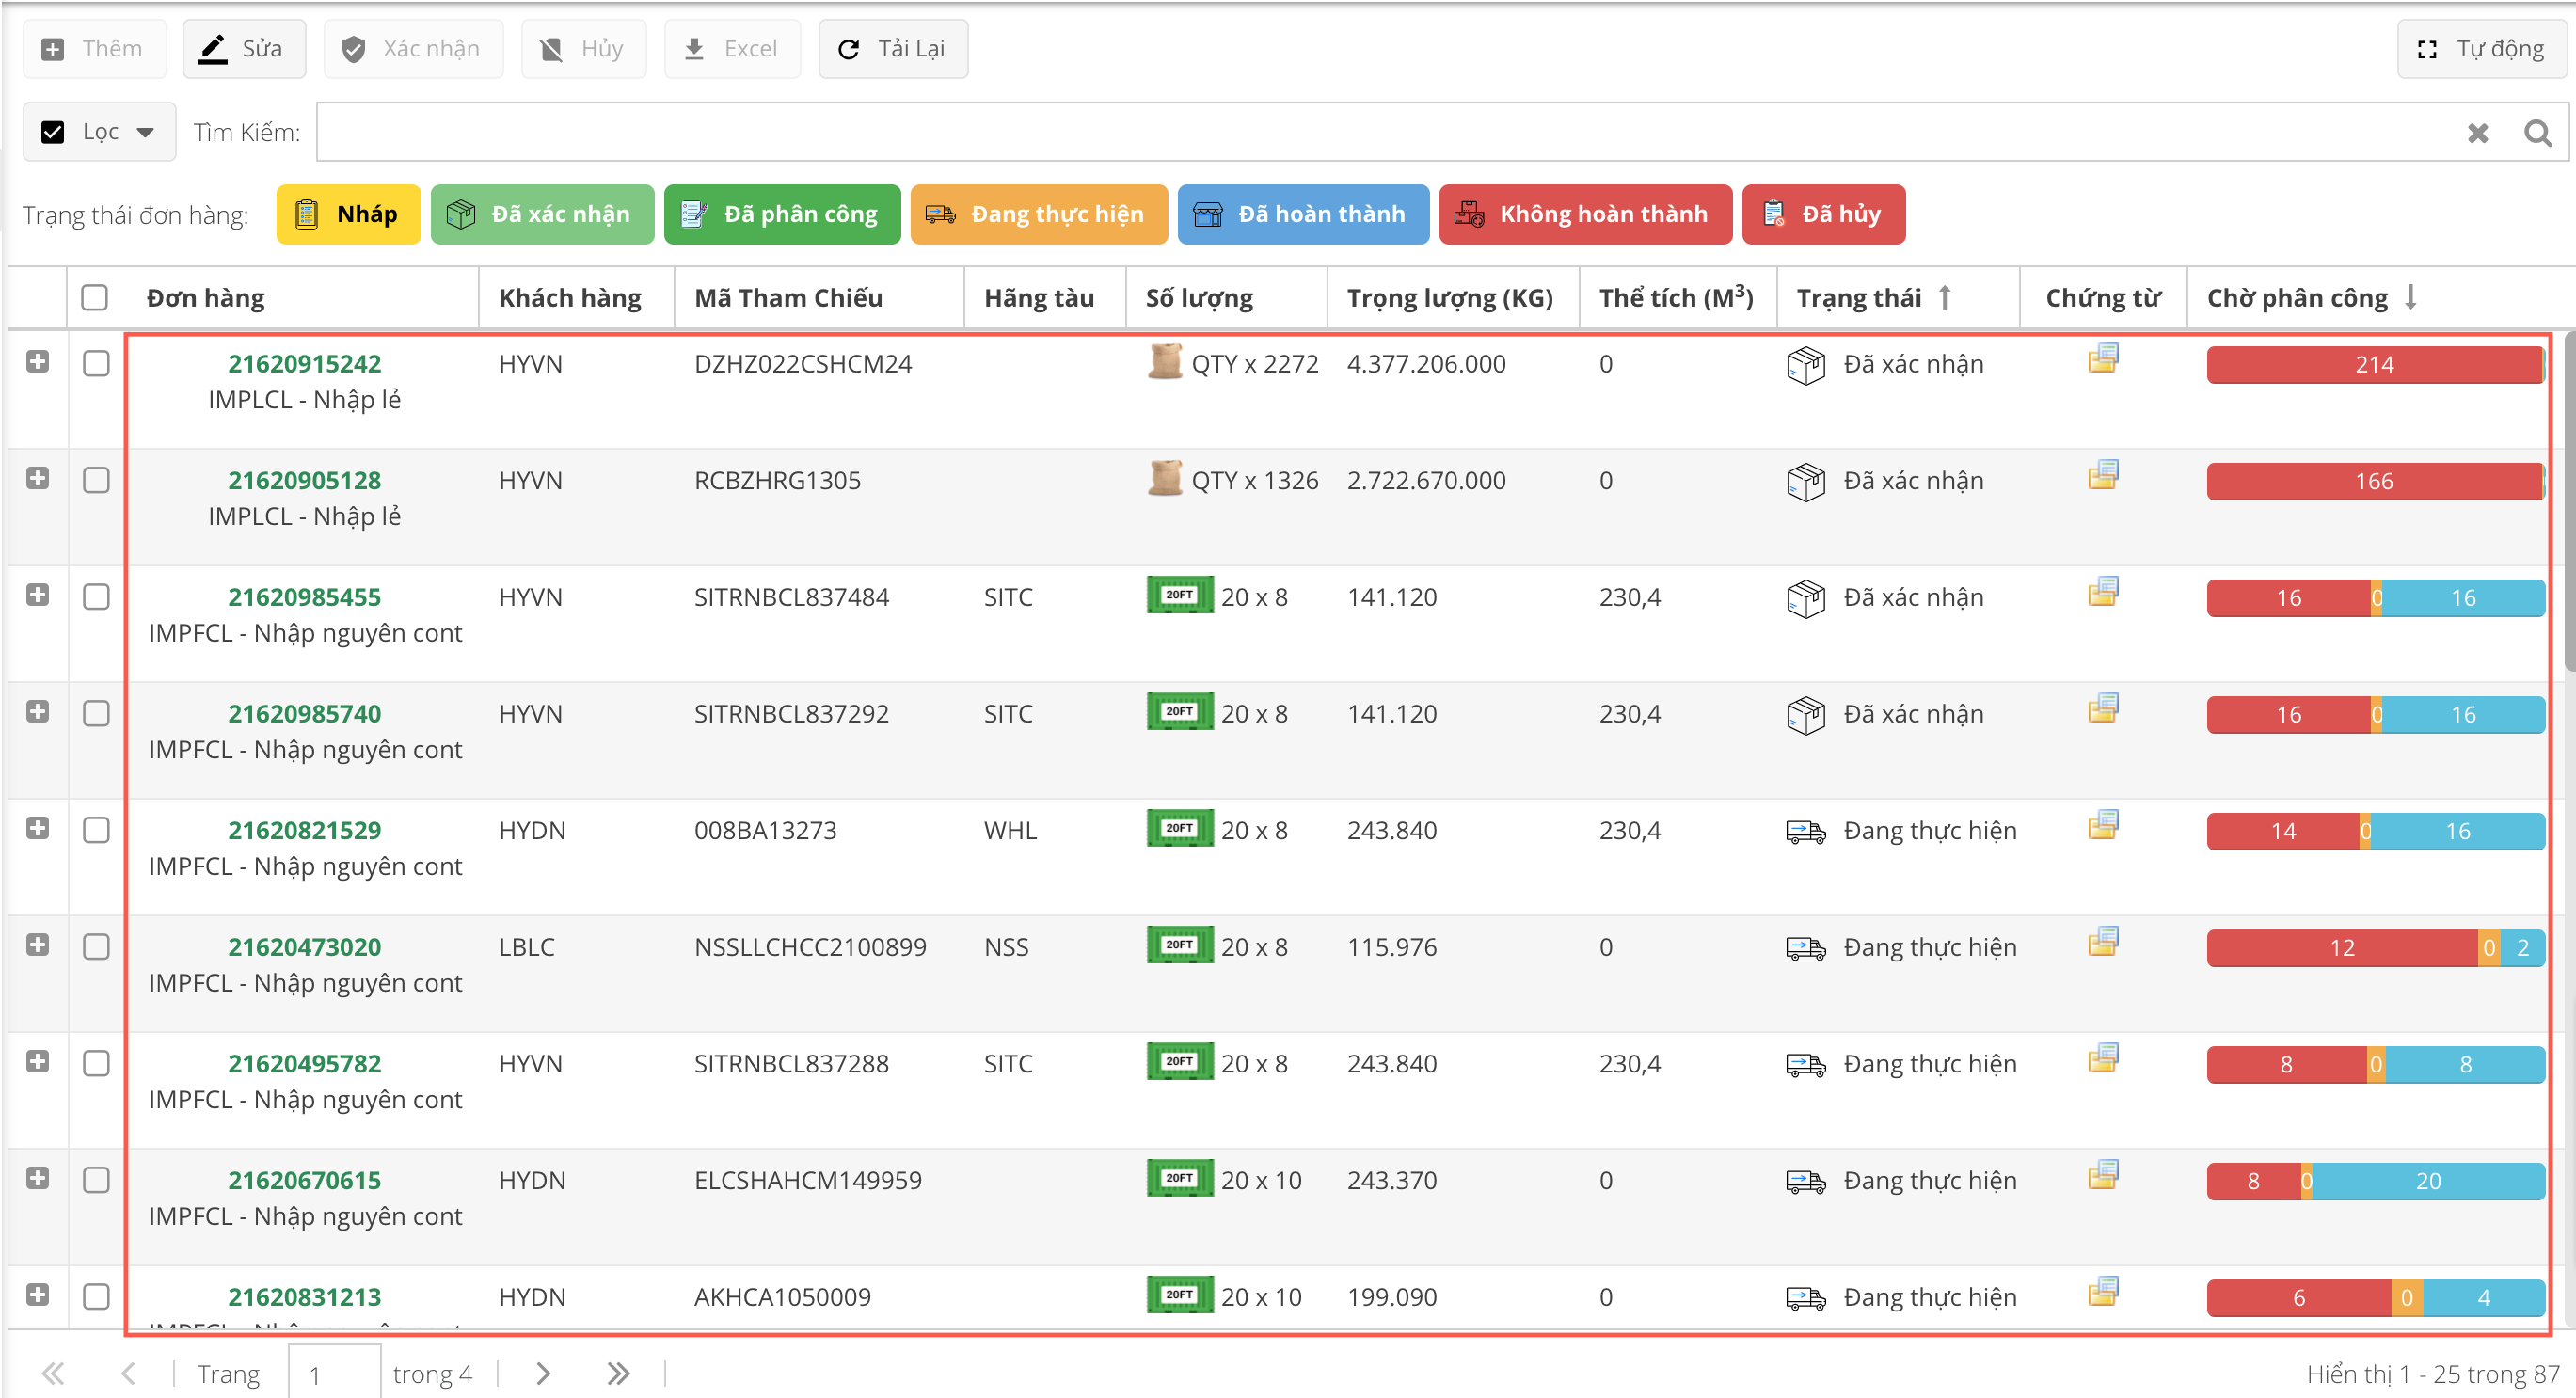 Thêm Sửa Xác nhận Hủy Excel Tải Lại Tự động
Lọc Tìm Kiếm:
Trạng thái đơn hàng: Nháp Đã xác nhận Đã phân công Đang thực hiện Đã hoàn thành Không hoàn thành Đã hủy
Đơn hàng Khách hàng Mã Tham Chiếu Hãng tàu Số lượng Trọng lượng (KG) Thể tích (M³) Trạng thái Chứng từ Chờ phân công
21620915242 HYVN DZHZ022CSHCM24 QTY x 2272 4.377.206.000 0 Đã xác nhận 214
IMPLCL - Nhập lẻ
21620905128 HYVN RCBZHRG1305 QTY x 1326 2.722.670.000 0 Đã xác nhận 166
IMPLCL - Nhập lẻ
21620985455 HYVN SITRNBCL837484 SITC 20FT 20 x 8 141.120 230,4 Đã xác nhận 16 0 16
IMPFCL - Nhập nguyên cont
21620985740 HYVN SITRNBCL837292 SITC 20FT 20 x 8 141.120 230,4 Đã xác nhận 16 0 16
IMPFCL - Nhập nguyên cont
21620821529 HYDN 008BA13273 WHL 20FT 20 x 8 243.840 230,4 Đang thực hiện 14 0 16
IMPFCL - Nhập nguyên cont
21620473020 LBLC NSSLLCHCC2100899 NSS 20FT 20 x 8 115.976 0 Đang thực hiện 12 0 2
IMPFCL - Nhập nguyên cont
21620495782 HYVN SITRNBCL837288 SITC 20FT 20 x 8 243.840 230,4 Đang thực hiện 8 0 8
IMPFCL - Nhập nguyên cont
21620670615 HYDN ELCSHAHCM149959 20FT 20 x 10 243.370 0 Đang thực hiện 8 0 20
IMPFCL - Nhập nguyên cont
21620831213 HYDN AKHCA1050009 20FT 20 x 10 199.090 0 Đang thực hiện 6 0 4
Trang 1 trong 4 Hiển thị 1 - 25 trong 87